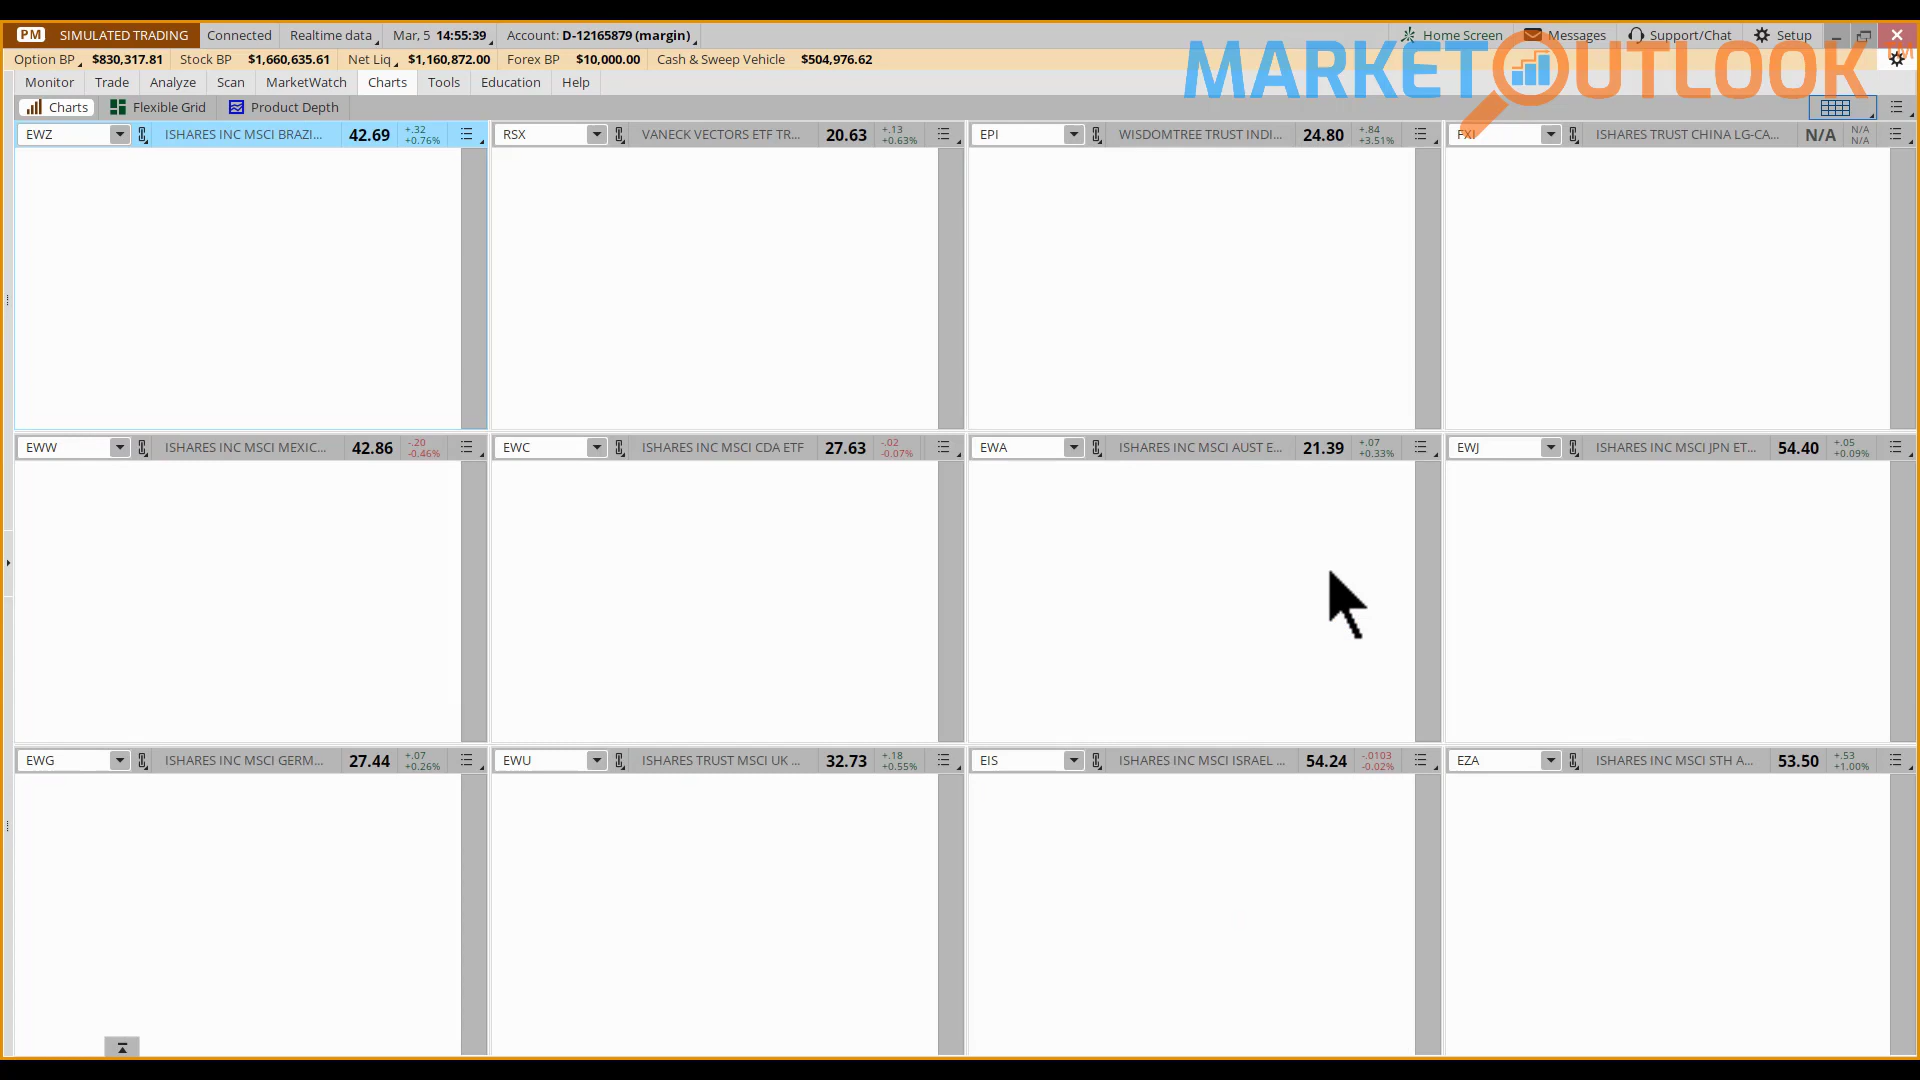 PM SIMULATED TRADING Connected Realtime data Mar, 5 14:55:39 Account: D-12165879 (margin) Home Screen Messages Support/Chat Setup
Option BP $830,317.81 Stock BP $1,660,635.61 Net Liq $1,160,872.00 Forex BP $10,000.00 Cash & Sweep Vehicle $504,976.62
MARKET OUTLOOK TM
Monitor Trade Analyze Scan MarketWatch Charts Tools Education Help
Charts Flexible Grid Product Depth
EWZ ISHARES INC MSCI BRAZI... 42.69 +.32 +0.76%
RSX VANECK VECTORS ETF TR... 20.63 +.13 +0.63%
EPI WISDOMTREE TRUST INDI... 24.80 +.84 +3.51%
FXI ISHARES TRUST CHINA LG-CA... N/A N/A N/A
EWW ISHARES INC MSCI MEXIC... 42.86 -.20 -0.46%
EWC ISHARES INC MSCI CDA ETF 27.63 -.02 -0.07%
EWA ISHARES INC MSCI AUST E... 21.39 +.07 +0.33%
EWJ ISHARES INC MSCI JPN ET... 54.40 +.05 +0.09%
EWG ISHARES INC MSCI GERM... 27.44 +.07 +0.26%
EWU ISHARES TRUST MSCI UK ... 32.73 +.18 +0.55%
EIS ISHARES INC MSCI ISRAEL ... 54.24 -.0103 -0.02%
EZA ISHARES INC MSCI STH A... 53.50 +.53 +1.00%